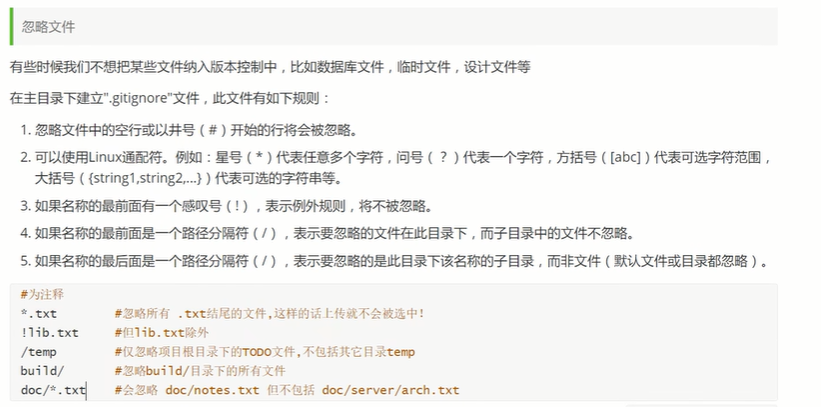 忽略文件
有些时候我们不想把某些文件纳入版本控制中，比如数据库文件，临时文件，设计文件等
在主目录下建立".gitignore"文件，此文件有如下规则：
1. 忽略文件中的空行或以井号（#）开始的行将会被忽略。
2. 可以使用Linux通配符。例如：星号（*）代表任意多个字符，问号（？）代表一个字符，方括号（[abc]）代表可选字符范围，
大括号（{string1,string2,...}）代表可选的字符串等。
3. 如果名称的最前面有一个感叹号（!），表示例外规则，将不被忽略。
4. 如果名称的最前面是一个路径分隔符（/），表示要忽略的文件在此目录下，而子目录中的文件不忽略。
5. 如果名称的最后面是一个路径分隔符（/），表示要忽略的是此目录下该名称的子目录，而非文件（默认文件或目录都忽略）。
#为注释
*.txt #忽略所有 .txt结尾的文件,这样的话上传就不会被选中!
!lib.txt #但lib.txt除外
/temp #仅忽略项目根目录下的TODO文件,不包括其它目录temp
build/ #忽略build/目录下的所有文件
doc/*.txt #会忽略 doc/notes.txt 但不包括 doc/server/arch.txt